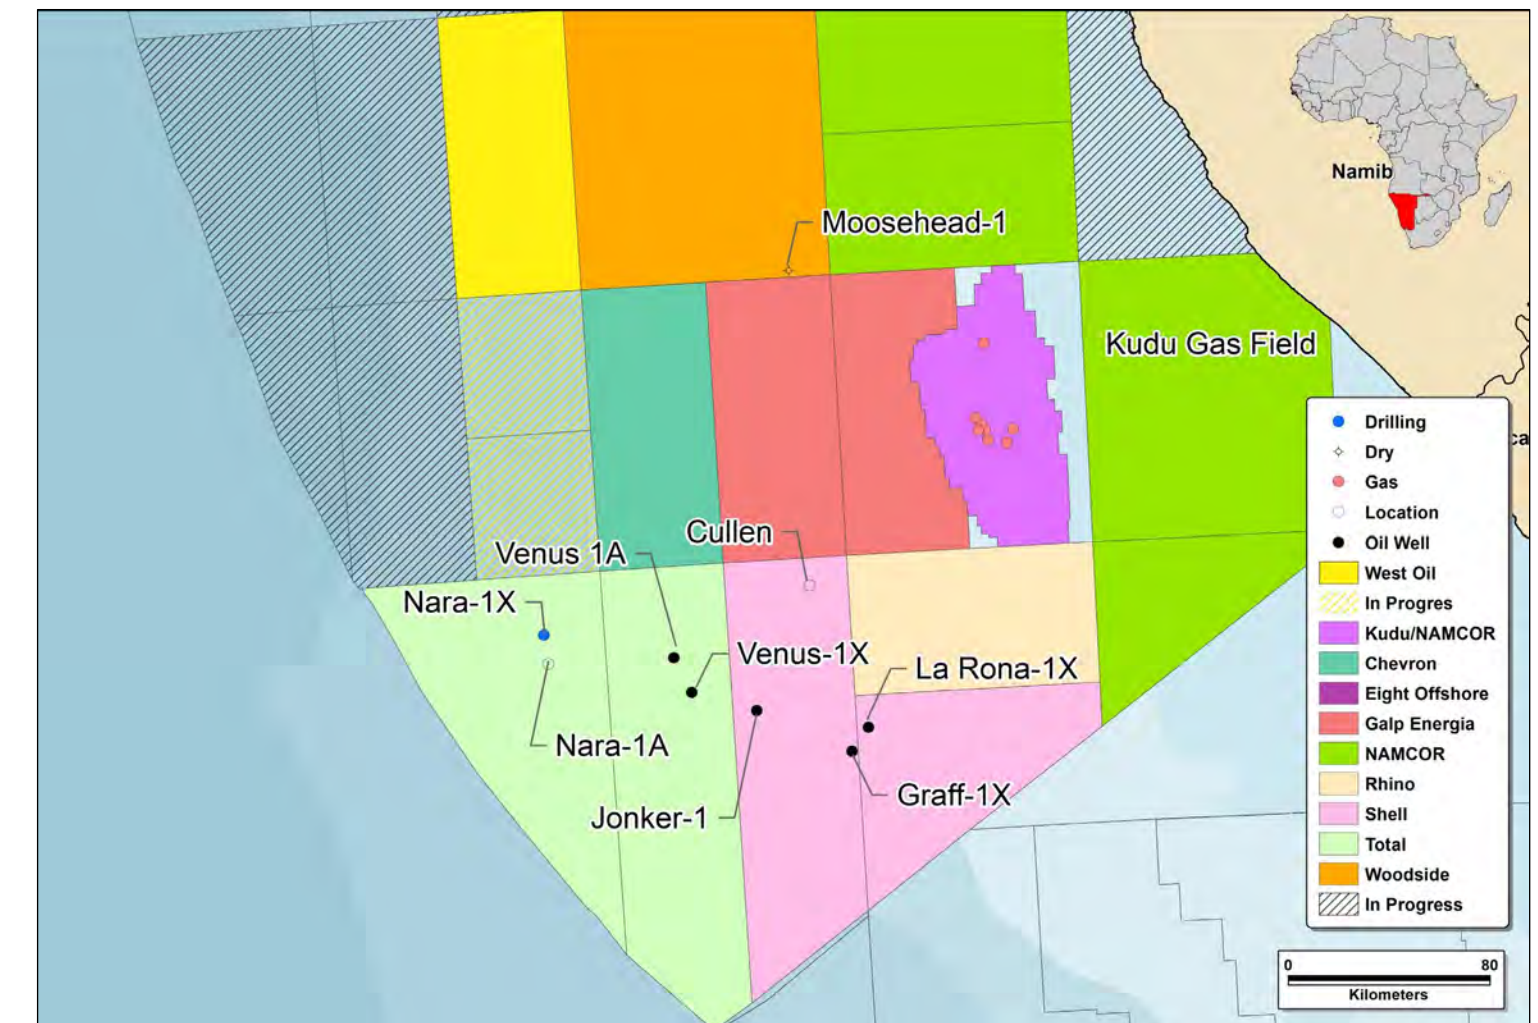 Namib
Moosehead-1
Kudu Gas Field
Cullen
Venus 1A
Nara-1X
Venus-1X
La Rona-1X
Nara-1A
Graff-1X
Jonker-1
ca
Drilling
Dry
Gas
Location
Oil Well
West Oil
In Progres
Kudu/NAMCOR
Chevron
Eight Offshore
Galp Energia
NAMCOR
Rhino
Shell
Total
Woodside
In Progress
0 80
Kilometers